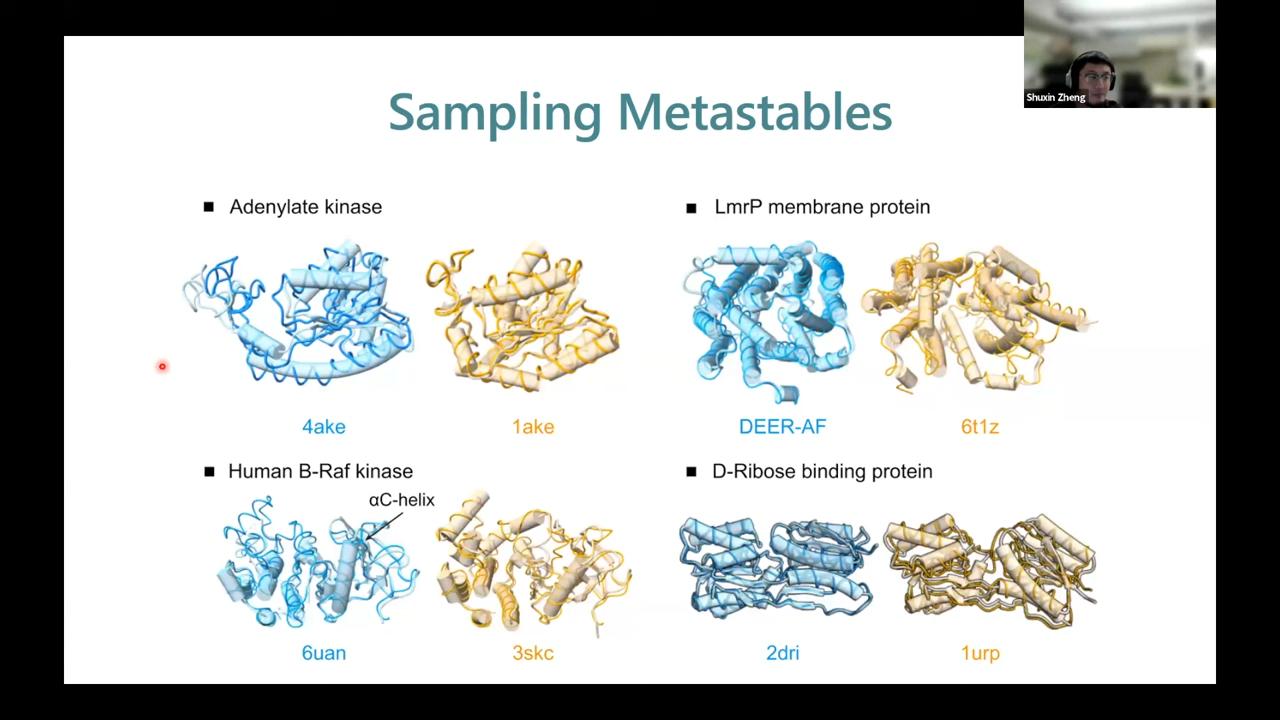 Shuxin Zheng
Sampling Metastables
Adenylate kinase
LmrP membrane protein
4ake
1ake
DEER-AF
6t1z
Human B-Raf kinase
αC-helix
D-Ribose binding protein
6uan
3skc
2dri
1urp